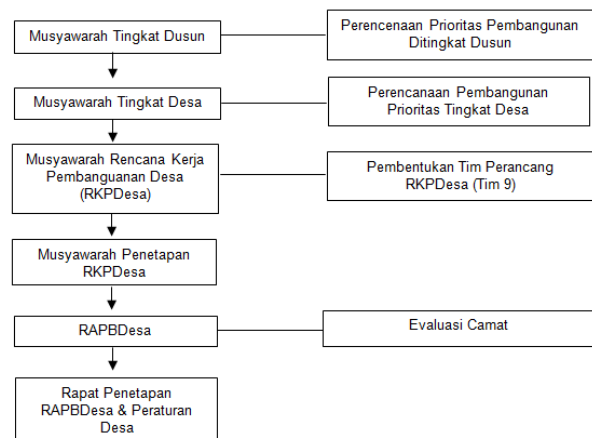 Musyawarah Tingkat Dusun
Perencenaan Prioritas Pembangunan
Ditingkat Dusun
Musyawarah Tingkat Desa
Perencanaan Pembangunan
Prioritas Tingkat Desa
Musyawarah Rencana Kerja
Pembanguanan Desa
(RKPDesa)
Pembentukan Tim Perancang
RKPDesa (Tim 9)
Musyawarah Penetapan
RKPDesa
RAPBDesa
Evaluasi Camat
Rapat Penetapan
RAPBDesa & Peraturan
Desa